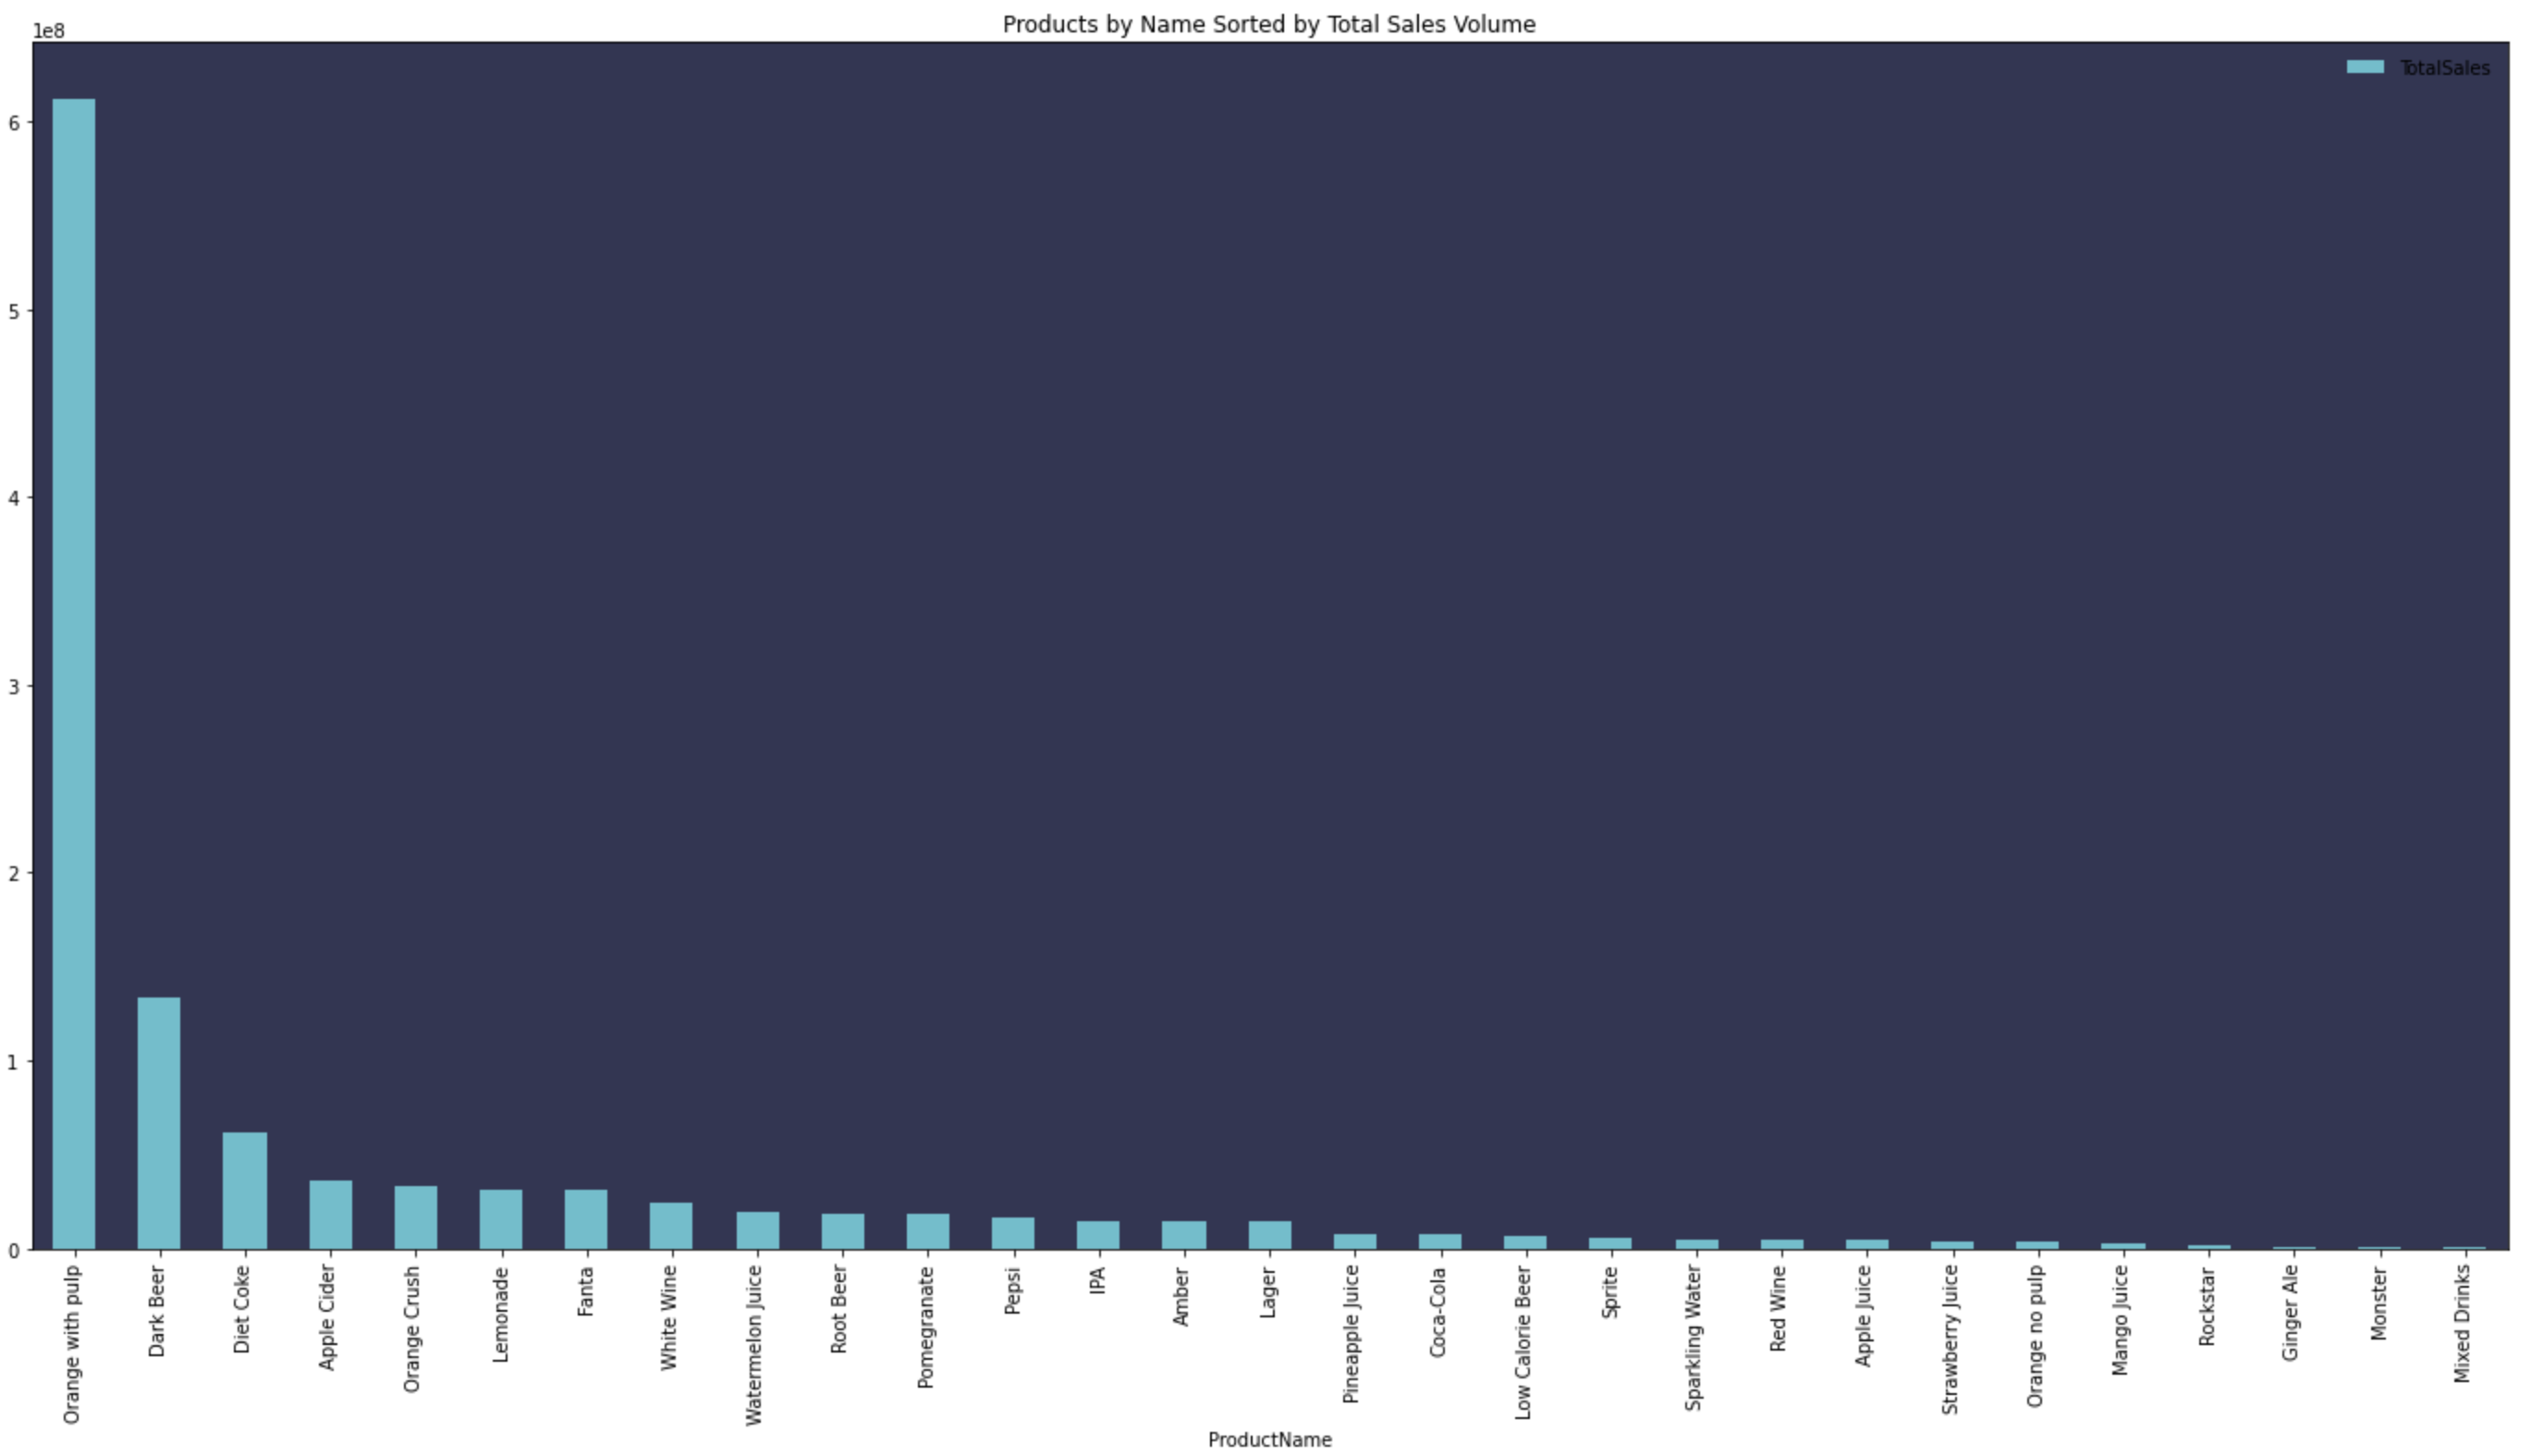 Products by Name Sorted by Total Sales Volume
1e8
TotalSales
6
5
4
3
2
1
0
Orange with pulp
Dark Beer
Diet Coke
Apple Cider
Orange Crush
Lemonade
Fanta
White Wine
Watermelon Juice
Root Beer
Pomegranate
Pepsi
IPA
Amber
Lager
Pineapple Juice
Coca-Cola
Low Calorie Beer
Sprite
Sparkling Water
Red Wine
Apple Juice
Strawberry Juice
Orange no pulp
Mango Juice
Rockstar
Ginger Ale
Monster
Mixed Drinks
ProductName